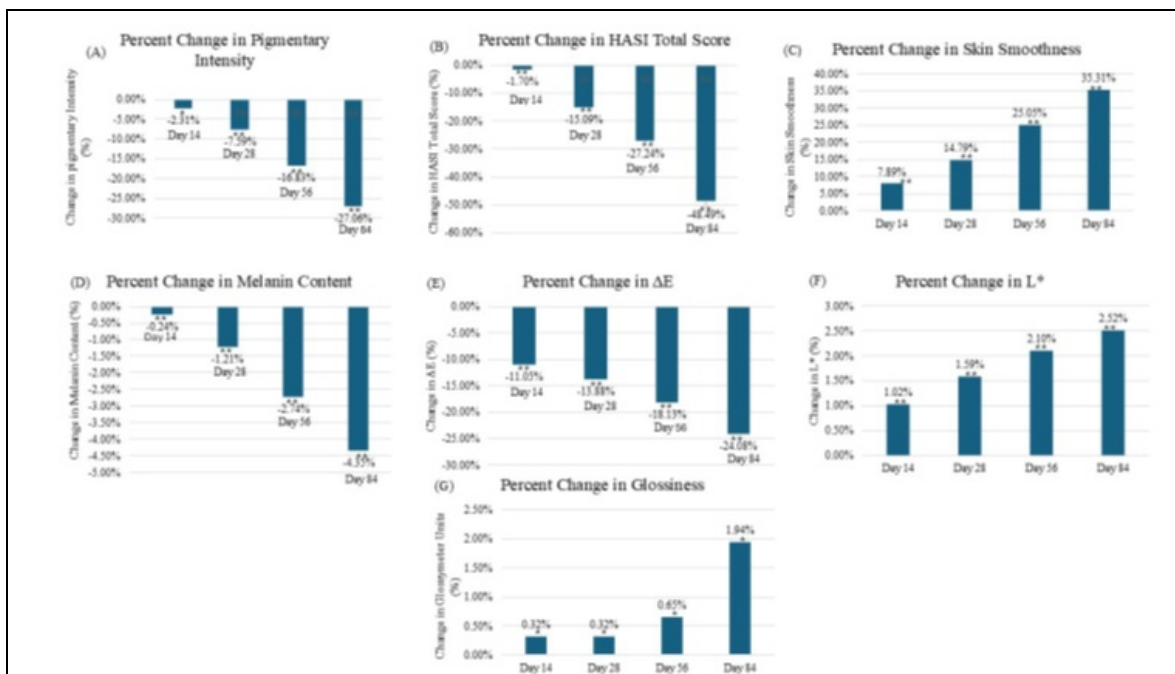 (A)
Percent Change in Pigmentary
Intensity
Change in pigmentary Intensity
(%)
0.00%
-5.00%
-10.00%
-15.00%
-20.00%
-25.00%
-30.00%
*
-2.31%
Day 14
**
-7.59%
Day 28
**
-16.83%
Day 56
**
-27.06%
(B)
Percent Change in HASI Total Score
Change in HASI Total Score (%)
0.00%
-10.00%
-20.00%
-30.00%
-40.00%
-50.00%
-60.00%
**
-1.70%
Day 14
**
-15.09%
Day 28
**
-27.24%
Day 56
**
-48.49%
Day 84
(C)
Percent Change in Skin Smoothness
Change in Skin Smoothness
(%)
40.00%
35.00%
30.00%
25.00%
20.00%
15.00%
10.00%
5.00%
0.00%
7.89%
**
14.79%
**
25.05%
**
35.31%
**
Day 14
Day 28
Day 56
Day 84
(D)
Percent Change in Melanin Content
Change in Melanin Content (%)
0.00%
-0.50%
-1.00%
-1.50%
-2.00%
-2.50%
-3.00%
-3.50%
-4.00%
-4.50%
-5.00%
**
-0.24%
Day 14
**
-1.21%
Day 28
**
-2.74%
Day 56
**
-4.35%
Day 84
(E)
Percent Change in ΔE
Change in ΔE (%)
0.00%
-5.00%
-10.00%
-15.00%
-20.00%
-25.00%
-30.00%
**
-11.05%
Day 14
**
-13.88%
Day 28
**
-18.13%
**
-24.08%
Day 84
(F)
Percent Change in L*
Change in L* (%)
3.00%
2.50%
2.00%
1.50%
1.00%
0.50%
0.00%
1.02%
**
1.59%
**
2.10%
**
2.52%
**
Day 14
Day 28
Day 56
Day 84
(G)
Percent Change in Glossiness
Change in Glossymeter Units
(%)
2.50%
2.00%
1.50%
1.00%
0.50%
0.00%
0.32%
*
0.32%
*
0.65%
*
1.94%
*
Day 14
Day 28
Day 56
Day 84